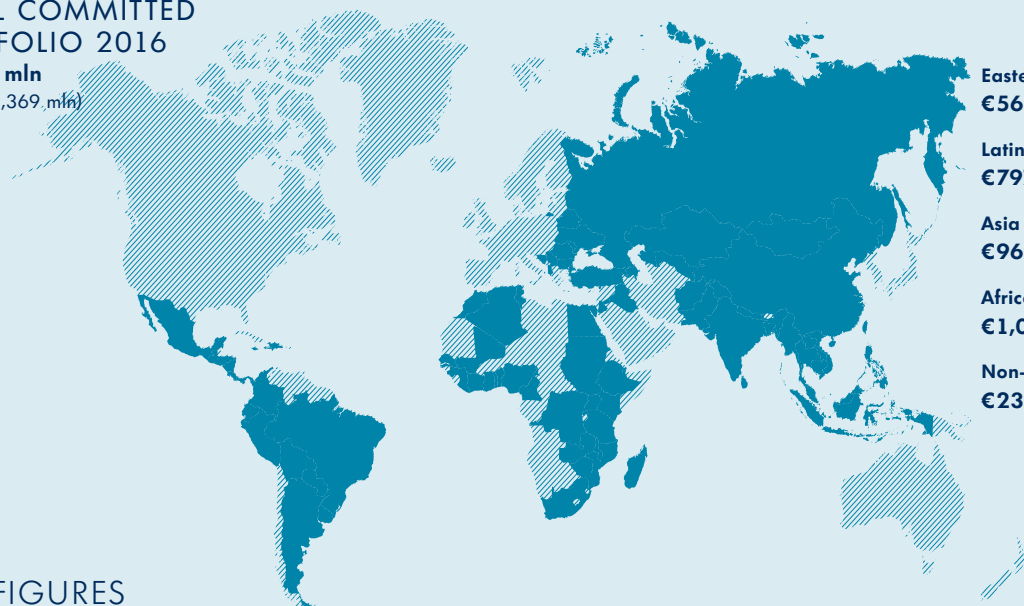 L COMMITTED
FOLIO 2016
mln
,369 mln)
Easte
€56
Latin
€79
Asia
€96
Afric
€1,0
Non-
€23
FIGURES